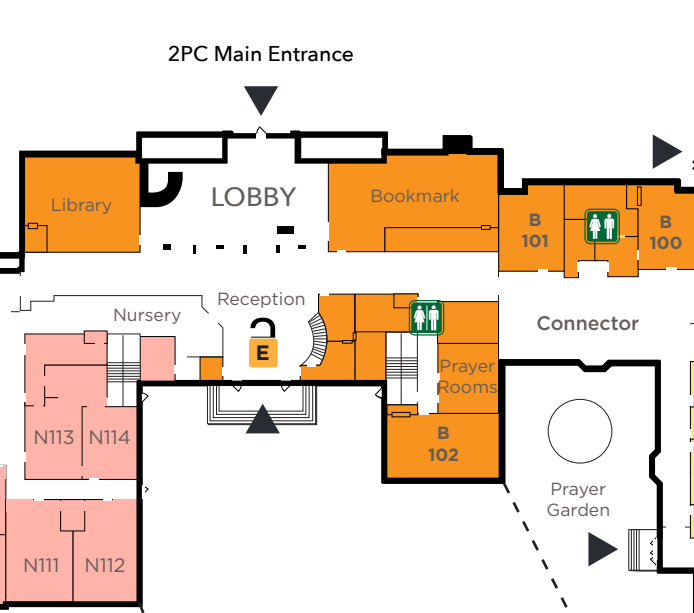 2PC Main Entrance
Library
LOBBY
Bookmark
B
101
B
100
Nursery
Reception
E
Connector
Prayer
Rooms
N113
N114
B
102
Prayer
Garden
N111
N112